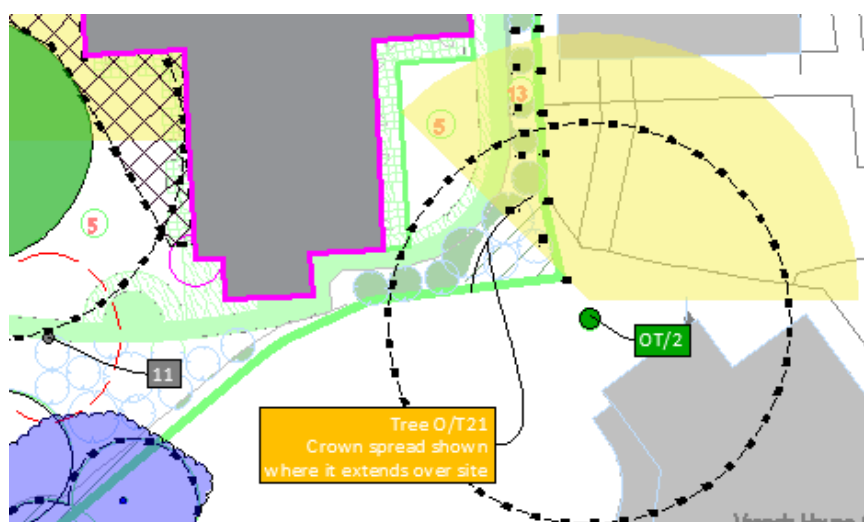 13
5
5
OT/2
11
Tree O/T21
Crown spread shown
where it extends over site